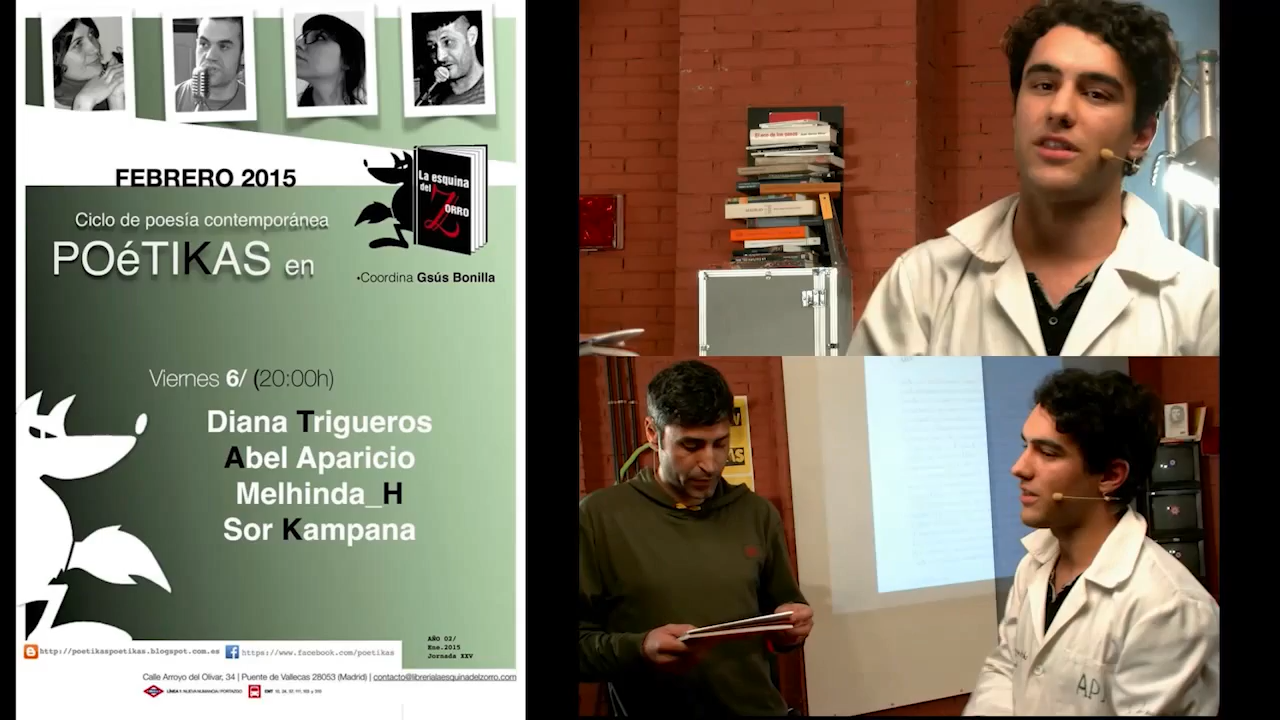 FEBRERO 2015
Ciclo de poesía contemporánea
POéTIKAS en
La esquina
del
ZORRO
•Coordina Gsús Bonilla
Viernes 6/ (20:00h)
Diana Trigueros
Abel Aparicio
Melhinda_H
Sor Kampana
http://poetikaspoetikas.blogspot.com.es
https://www.facebook.com/poetikas
AÑO 02/
Ene.2015
Jornada XXV
Calle Arroyo del Olivar, 34 | Puente de Vallecas 28053 (Madrid) | contacto@librerialaesquinadelzorro.com